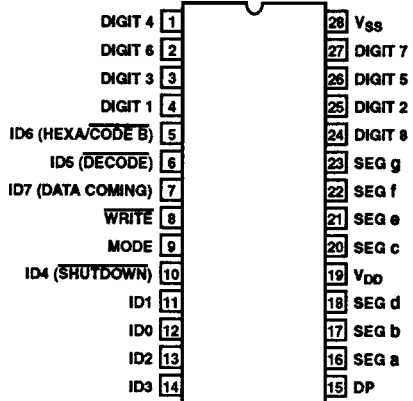 DIGIT 4 1
DIGIT 6 2
DIGIT 3 3
DIGIT 1 4
ID6 (HEXA/CODE B) 5
ID5 (DECODE) 6
ID7 (DATA COMING) 7
WRITE 8
MODE 9
ID4 (SHUTDOWN) 10
ID1 11
ID0 12
ID2 13
ID3 14
28 VSS
27 DIGIT 7
26 DIGIT 5
25 DIGIT 2
24 DIGIT 8
23 SEG g
22 SEG f
21 SEG e
20 SEG c
19 VDD
18 SEG d
17 SEG b
16 SEG a
15 DP